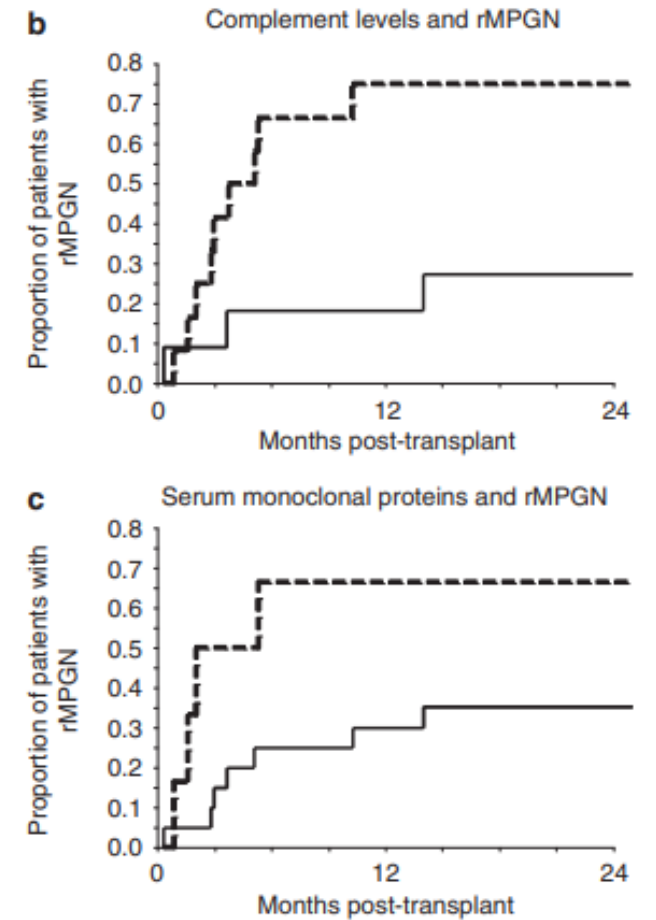 b
Complement levels and rMPGN
Proportion of patients with
rMPGN
0.8
0.7
0.6
0.5
0.4
0.3
0.2
0.1
0.0
0
12
24
Months post-transplant
c
Serum monoclonal proteins and rMPGN
Proportion of patients with
rMPGN
0.8
0.7
0.6
0.5
0.4
0.3
0.2
0.1
0.0
0
12
24
Months post-transplant